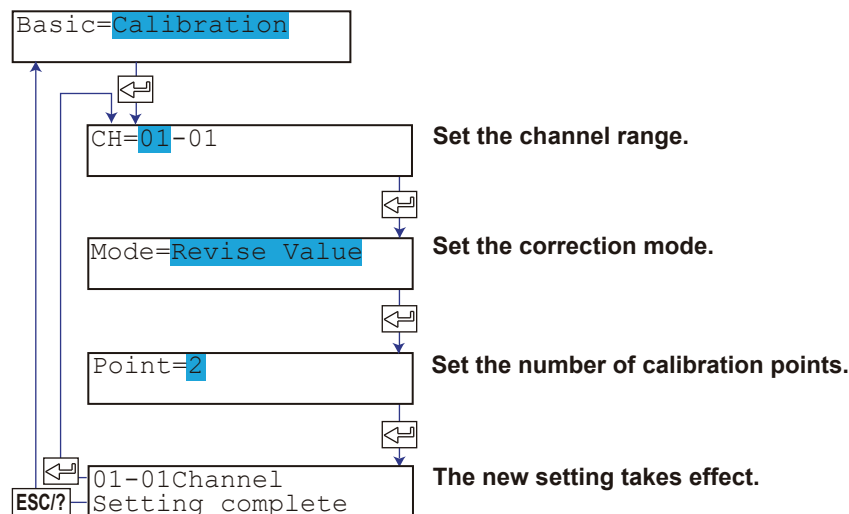 Basic=Calibration
CH=01-01
Set the channel range.
Mode=Revise Value
Set the correction mode.
Point=2
Set the number of calibration points.
01-01Channel
The new setting takes effect.
ESC/?
Setting complete